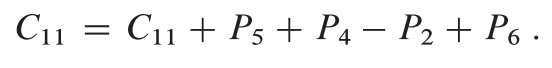 C₁₁ = C₁₁ + P₅ + P₄ − P₂ + P₆ .